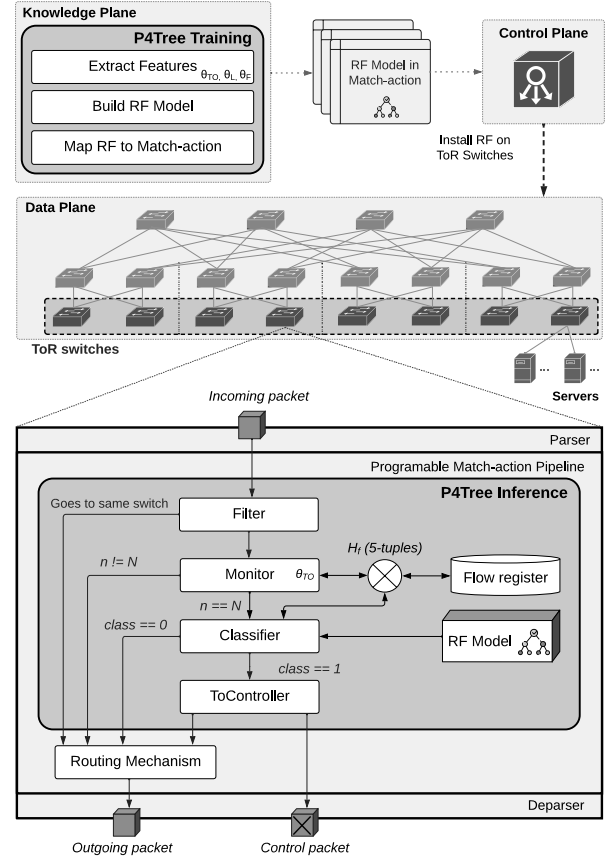 Knowledge Plane
P4Tree Training
Extract Features θTO, θL, θF
Build RF Model
Map RF to Match-action
RF Model in
Match-action
Control Plane
Install RF on
ToR Switches
Data Plane
ToR switches
... ...
Servers
Incoming packet
Parser
Programable Match-action Pipeline
P4Tree Inference
Goes to same switch
Filter
Hf (5-tuples)
n != N
Monitor θTO
Flow register
n == N
class == 0
Classifier
RF Model
class == 1
ToController
Routing Mechanism
Deparser
Outgoing packet
Control packet